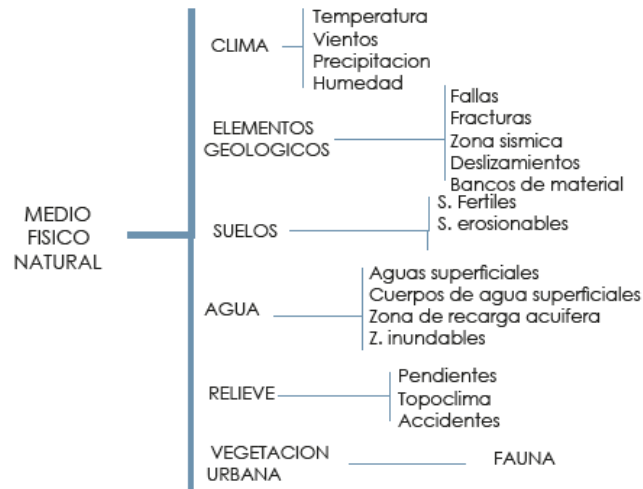 MEDIO
FISICO
NATURAL
CLIMA
Temperatura
Vientos
Precipitacion
Humedad
ELEMENTOS
GEOLOGICOS
Fallas
Fracturas
Zona sismica
Deslizamientos
Bancos de material
SUELOS
S. Fertiles
S. erosionables
AGUA
Aguas superficiales
Cuerpos de agua superficiales
Zona de recarga acuifera
Z. inundables
RELIEVE
Pendientes
Topoclima
Accidentes
VEGETACION
URBANA
FAUNA